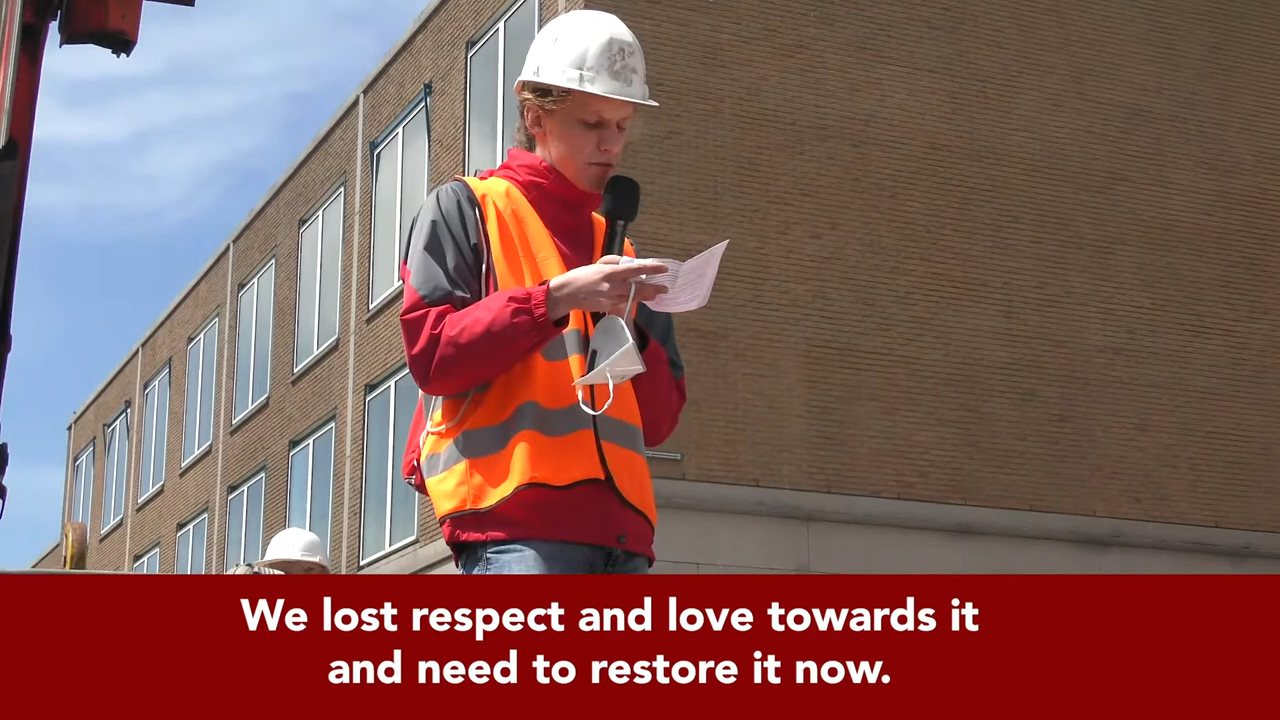 We lost respect and love towards it
and need to restore it now.